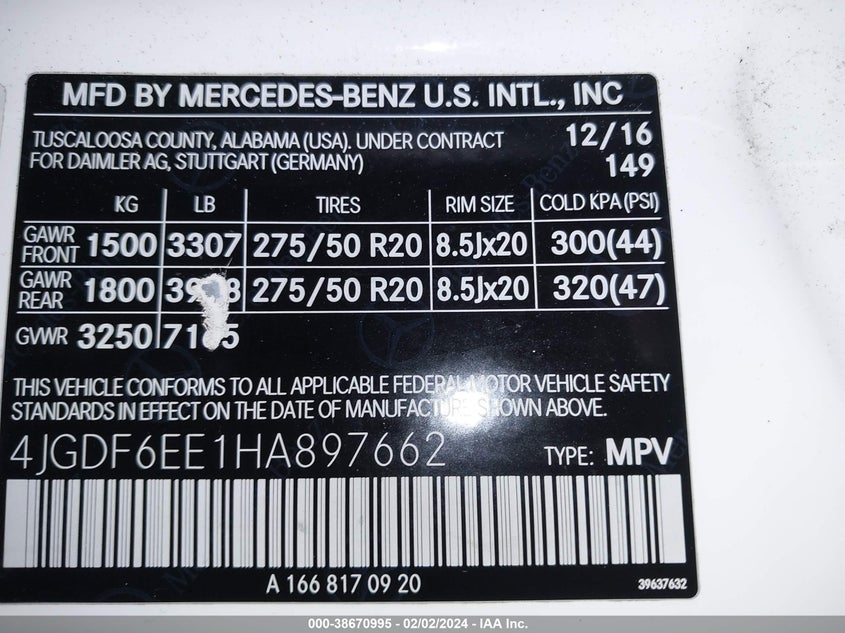 MFD BY MERCEDES-BENZ U.S. INTL., INC
TUSCALOOSA COUNTY, ALABAMA (USA). UNDER CONTRACT 12/16
FOR DAIMLER AG, STUTTGART (GERMANY) 149
KG LB TIRES RIM SIZE COLD KPA (PSI)
GAWR FRONT 1500 3307 275/50 R20 8.5Jx20 300(44)
GAWR REAR 1800 275/50 R20 8.5Jx20 320(47)
GVWR 3250
THIS VEHICLE CONFORMS TO ALL APPLICABLE FEDERAL MOTOR VEHICLE SAFETY
STANDARDS IN EFFECT ON THE DATE OF MANUFACTURE SHOWN ABOVE.
4JGDF6EE1HA897662 TYPE: MPV
A 166 817 09 20 39637632
000-38670995 - 02/02/2024 - IAA Inc.